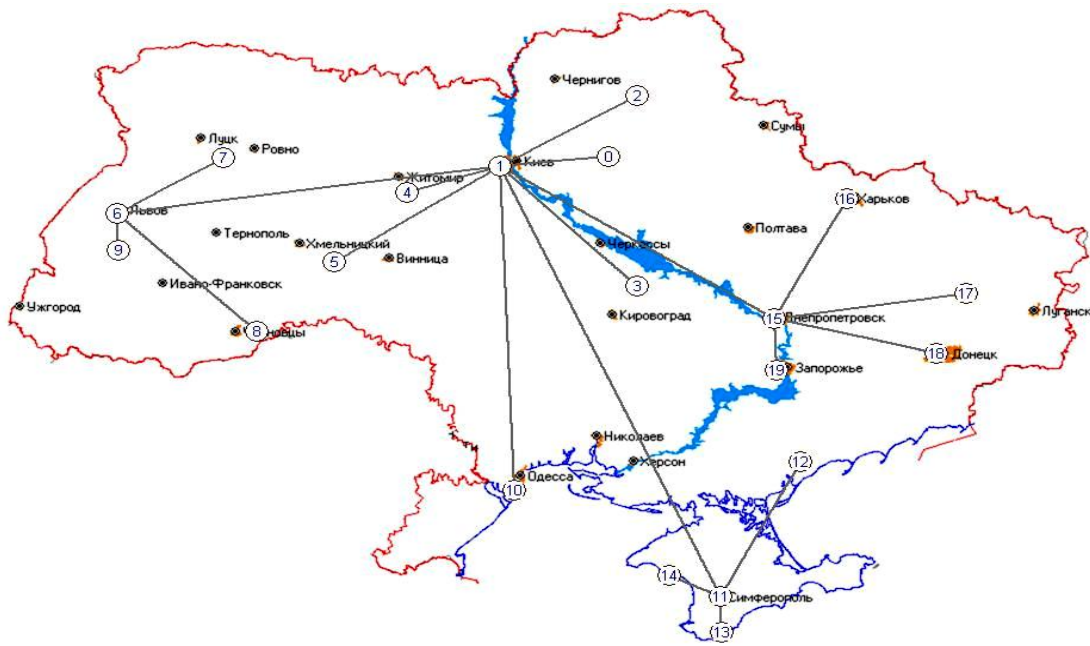 Чернигов
2
Сумы
Луцк
Ровно
7
0
1
Киев
Житомир
4
16
Харьков
6
Львов
Тернополь
Полтава
9
Хмельницкий
Черкассы
5
Винница
Ивано-Франковск
3
17
Ужгород
Кировоград
Луганск
15
Днепропетровск
8
18
Донецк
19
Запорожье
Николаев
Херсон
12
Одесса
10
14
11
Симферополь
13